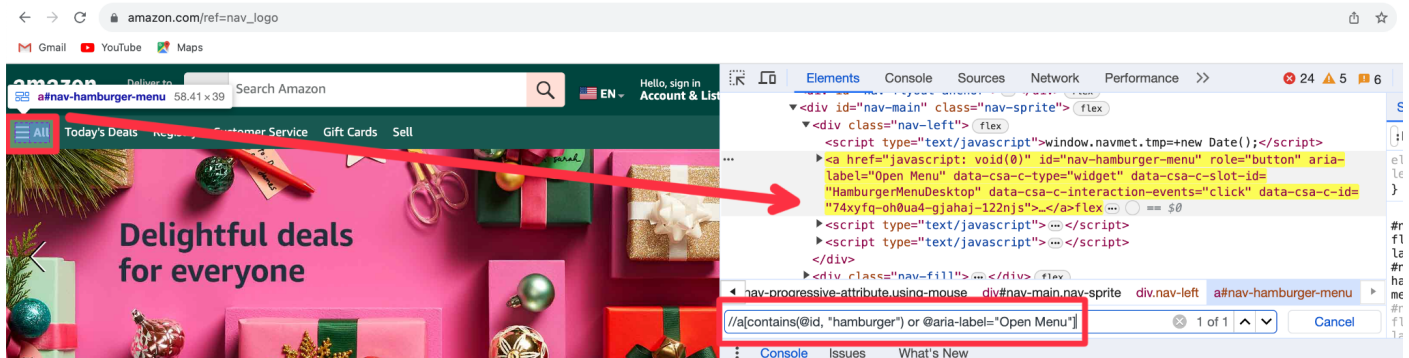 amazon.com/ref=nav_logo
Gmail YouTube Maps
amazon
Deliver to
Search Amazon
EN
Hello, sign in
Account & List
a#nav-hamburger-menu 58.41×39
All Today's Deals Registry Customer Service Gift Cards Sell
sarah
Delightful deals
for everyone
Elements Console Sources Network Performance 24 5 6
<div id="nav-main" class="nav-sprite"> flex
<div class="nav-left"> flex
<script type="text/javascript">window.navmet.tmp=+new Date();</script>
<a href="javascript: void(0)" id="nav-hamburger-menu" role="button" aria-
label="Open Menu" data-csa-c-type="widget" data-csa-c-slot-id=
"HamburgerMenuDesktop" data-csa-c-interaction-events="click" data-csa-c-id=
"74xyfq-oh0ua4-gjahaj-122njs">…</a>flex == $0
<script type="text/javascript"></script>
<script type="text/javascript"></script>
</div>
<div class="nav-fill"></div> flex
nav-progressive-attribute.using-mouse div#nav-main.nav-sprite div.nav-left a#nav-hamburger-menu
//a[contains(@id, "hamburger") or @aria-label="Open Menu"] 1 of 1 Cancel
Console Issues What's New